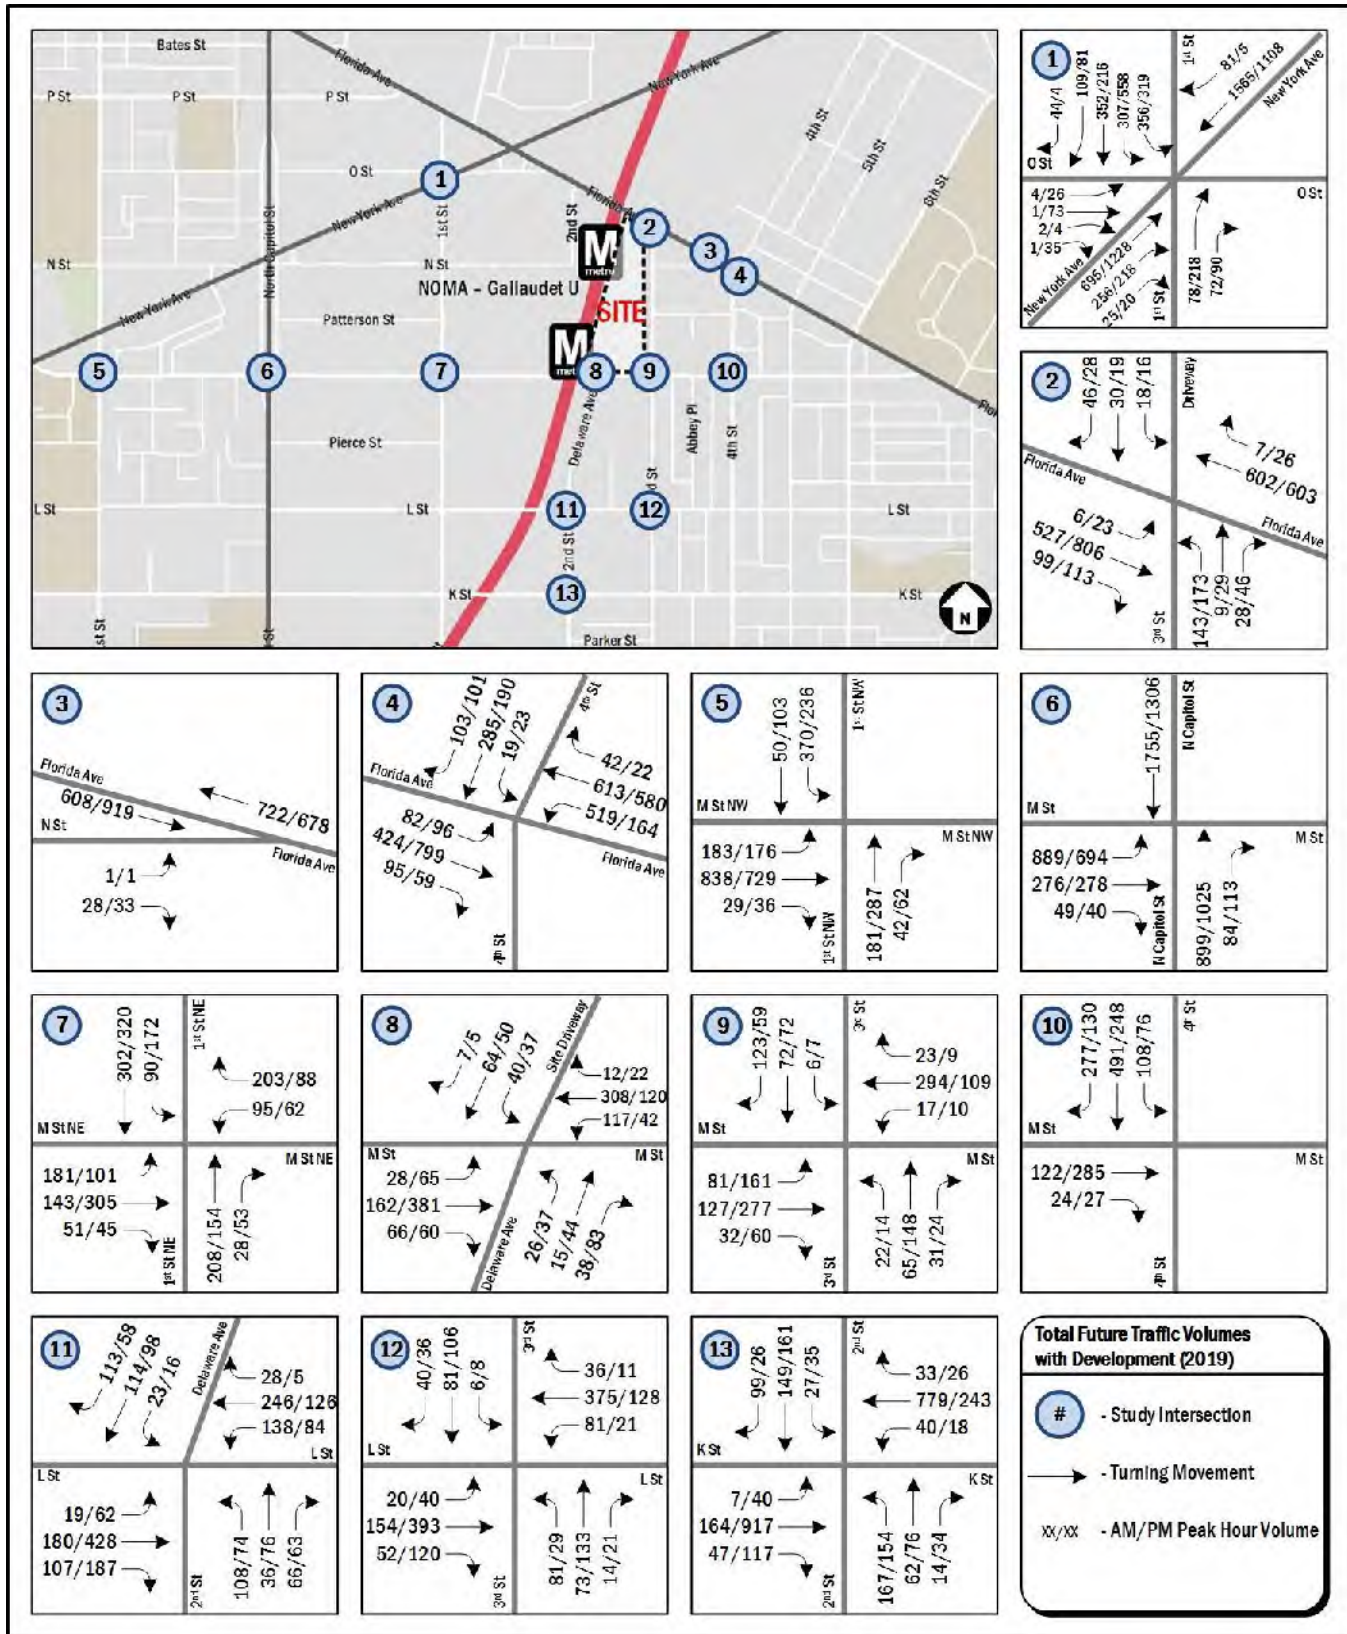 Bates St
Florida Ave
New York Ave
P St
P St
P St
4th St
5th St
6th St
O St
1
New York Ave
North Capitol St
1st St
2nd St
Florida Ave
2
3
4
N St
N St
M
metro
NOMA - Gallaudet U
SITE
New York Ave
Patterson St
M
5
6
7
8
9
10
Delaware Ave
Abbey Pl
4th St
Pierce St
L St
L St
11
12
L St
2nd St
13
K St
K St
N
Parker St
1
44/4
109/81
352/216
307/558
356/319
1st St
81/5
1565/1108
New York Ave
O St
O St
4/26
1/73
2/4
1/35
New York Ave
695/1228
256/218
25/20
1st St
78/218
72/90
2
46/28
30/19
18/16
Driveway
7/26
602/603
Florida Ave
Florida Ave
6/23
527/806
99/113
3rd St
143/173
9/29
28/46
3
Florida Ave
608/919
722/678
N St
Florida Ave
1/1
28/33
4
103/101
285/190
19/23
4th St
42/22
613/580
519/164
Florida Ave
82/96
424/799
95/59
Florida Ave
4th St
5
50/103
370/236
1st St NW
M St NW
M St NW
183/176
838/729
29/36
1st St NW
181/287
42/62
6
1755/1306
N Capitol St
M St
M St
889/694
276/278
49/40
N Capitol St
899/1025
84/113
7
302/320
90/172
1st St NE
203/88
95/62
M St NE
M St NE
181/101
143/305
51/45
1st St NE
208/154
28/53
8
7/5
64/50
40/37
Site Driveway
12/22
308/120
117/42
M St
M St
28/65
162/381
66/60
Delaware Ave
26/37
15/44
38/83
9
123/59
72/72
6/7
3rd St
23/9
294/109
17/10
M St
M St
81/161
127/277
32/60
3rd St
22/14
65/148
31/24
10
277/130
491/248
108/76
4th St
M St
M St
122/285
24/27
4th St
11
113/58
114/98
23/16
Delaware Ave
28/5
246/126
138/84
L St
L St
19/62
180/428
107/187
2nd St
108/74
36/76
66/63
12
40/36
81/106
6/8
3rd St
36/11
375/128
81/21
L St
L St
20/40
154/393
52/120
3rd St
81/29
73/133
14/21
13
99/26
149/161
27/35
2nd St
33/26
779/243
40/18
K St
K St
7/40
164/917
47/117
2nd St
167/154
62/76
14/34
Total Future Traffic Volumes
with Development (2019)
# - Study Intersection
- Turning Movement
XX/XX - AM/PM Peak Hour Volume